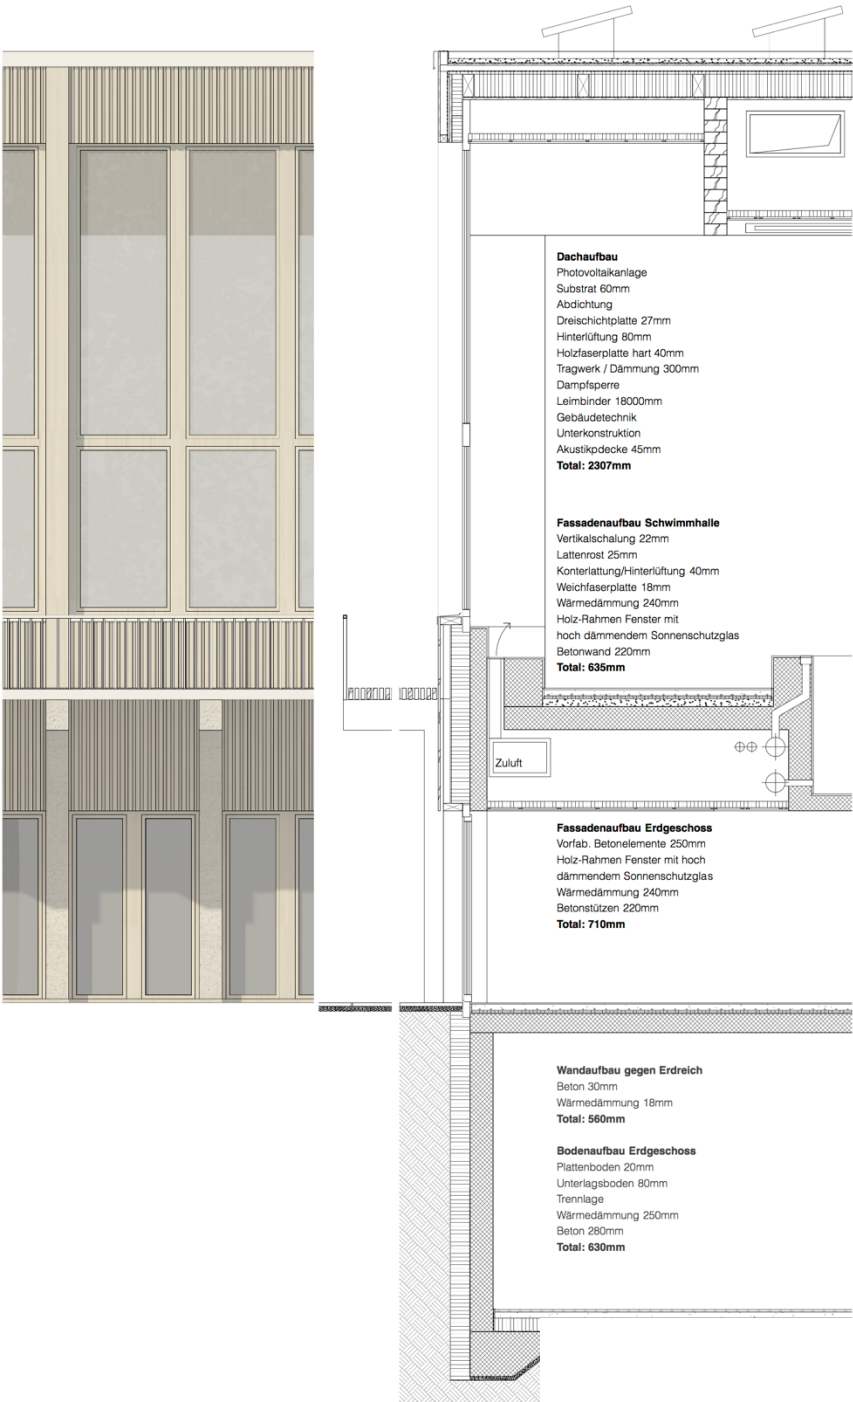 Dachaufbau
Photovoltaikanlage
Substrat 60mm
Abdichtung
Dreischichtplatte 27mm
Hinterlüftung 80mm
Holzfaserplatte hart 40mm
Tragwerk / Dämmung 300mm
Dampfsperre
Leimbinder 18000mm
Gebäudetechnik
Unterkonstruktion
Akustikpdecke 45mm
Total: 2307mm
Fassadenaufbau Schwimmhalle
Vertikalschalung 22mm
Lattenrost 25mm
Konterlattung/Hinterlüftung 40mm
Weichfaserplatte 18mm
Wärmedämmung 240mm
Holz-Rahmen Fenster mit
hoch dämmendem Sonnenschutzglas
Betonwand 220mm
Total: 635mm
Zuluft
Fassadenaufbau Erdgeschoss
Vorfab. Betonelemente 250mm
Holz-Rahmen Fenster mit hoch
dämmendem Sonnenschutzglas
Wärmedämmung 240mm
Betonstützen 220mm
Total: 710mm
Wandaufbau gegen Erdreich
Beton 30mm
Wärmedämmung 18mm
Total: 560mm
Bodenaufbau Erdgeschoss
Plattenboden 20mm
Unterlagsboden 80mm
Trennlage
Wärmedämmung 250mm
Beton 280mm
Total: 630mm